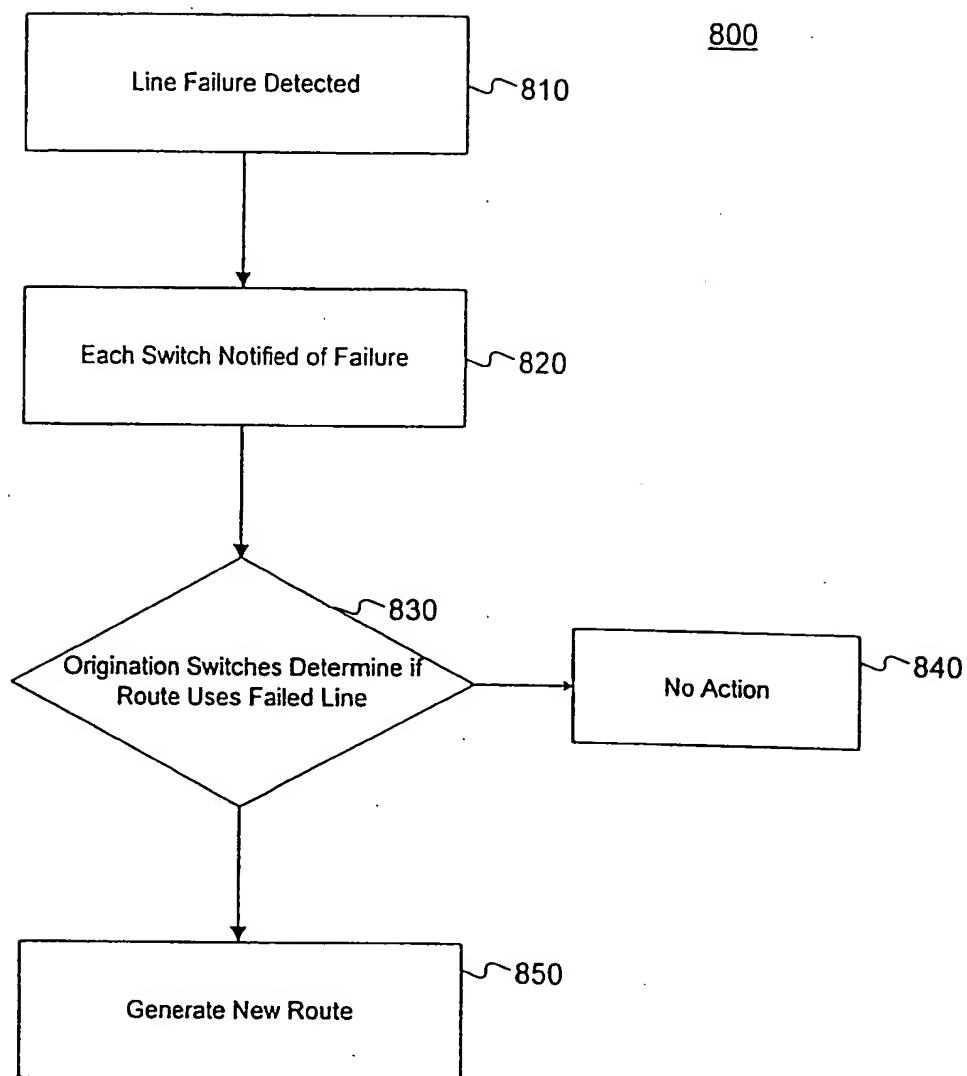 800
Line Failure Detected
810
Each Switch Notified of Failure
820
830
Origination Switches Determine if
Route Uses Failed Line
No Action
840
Generate New Route
850